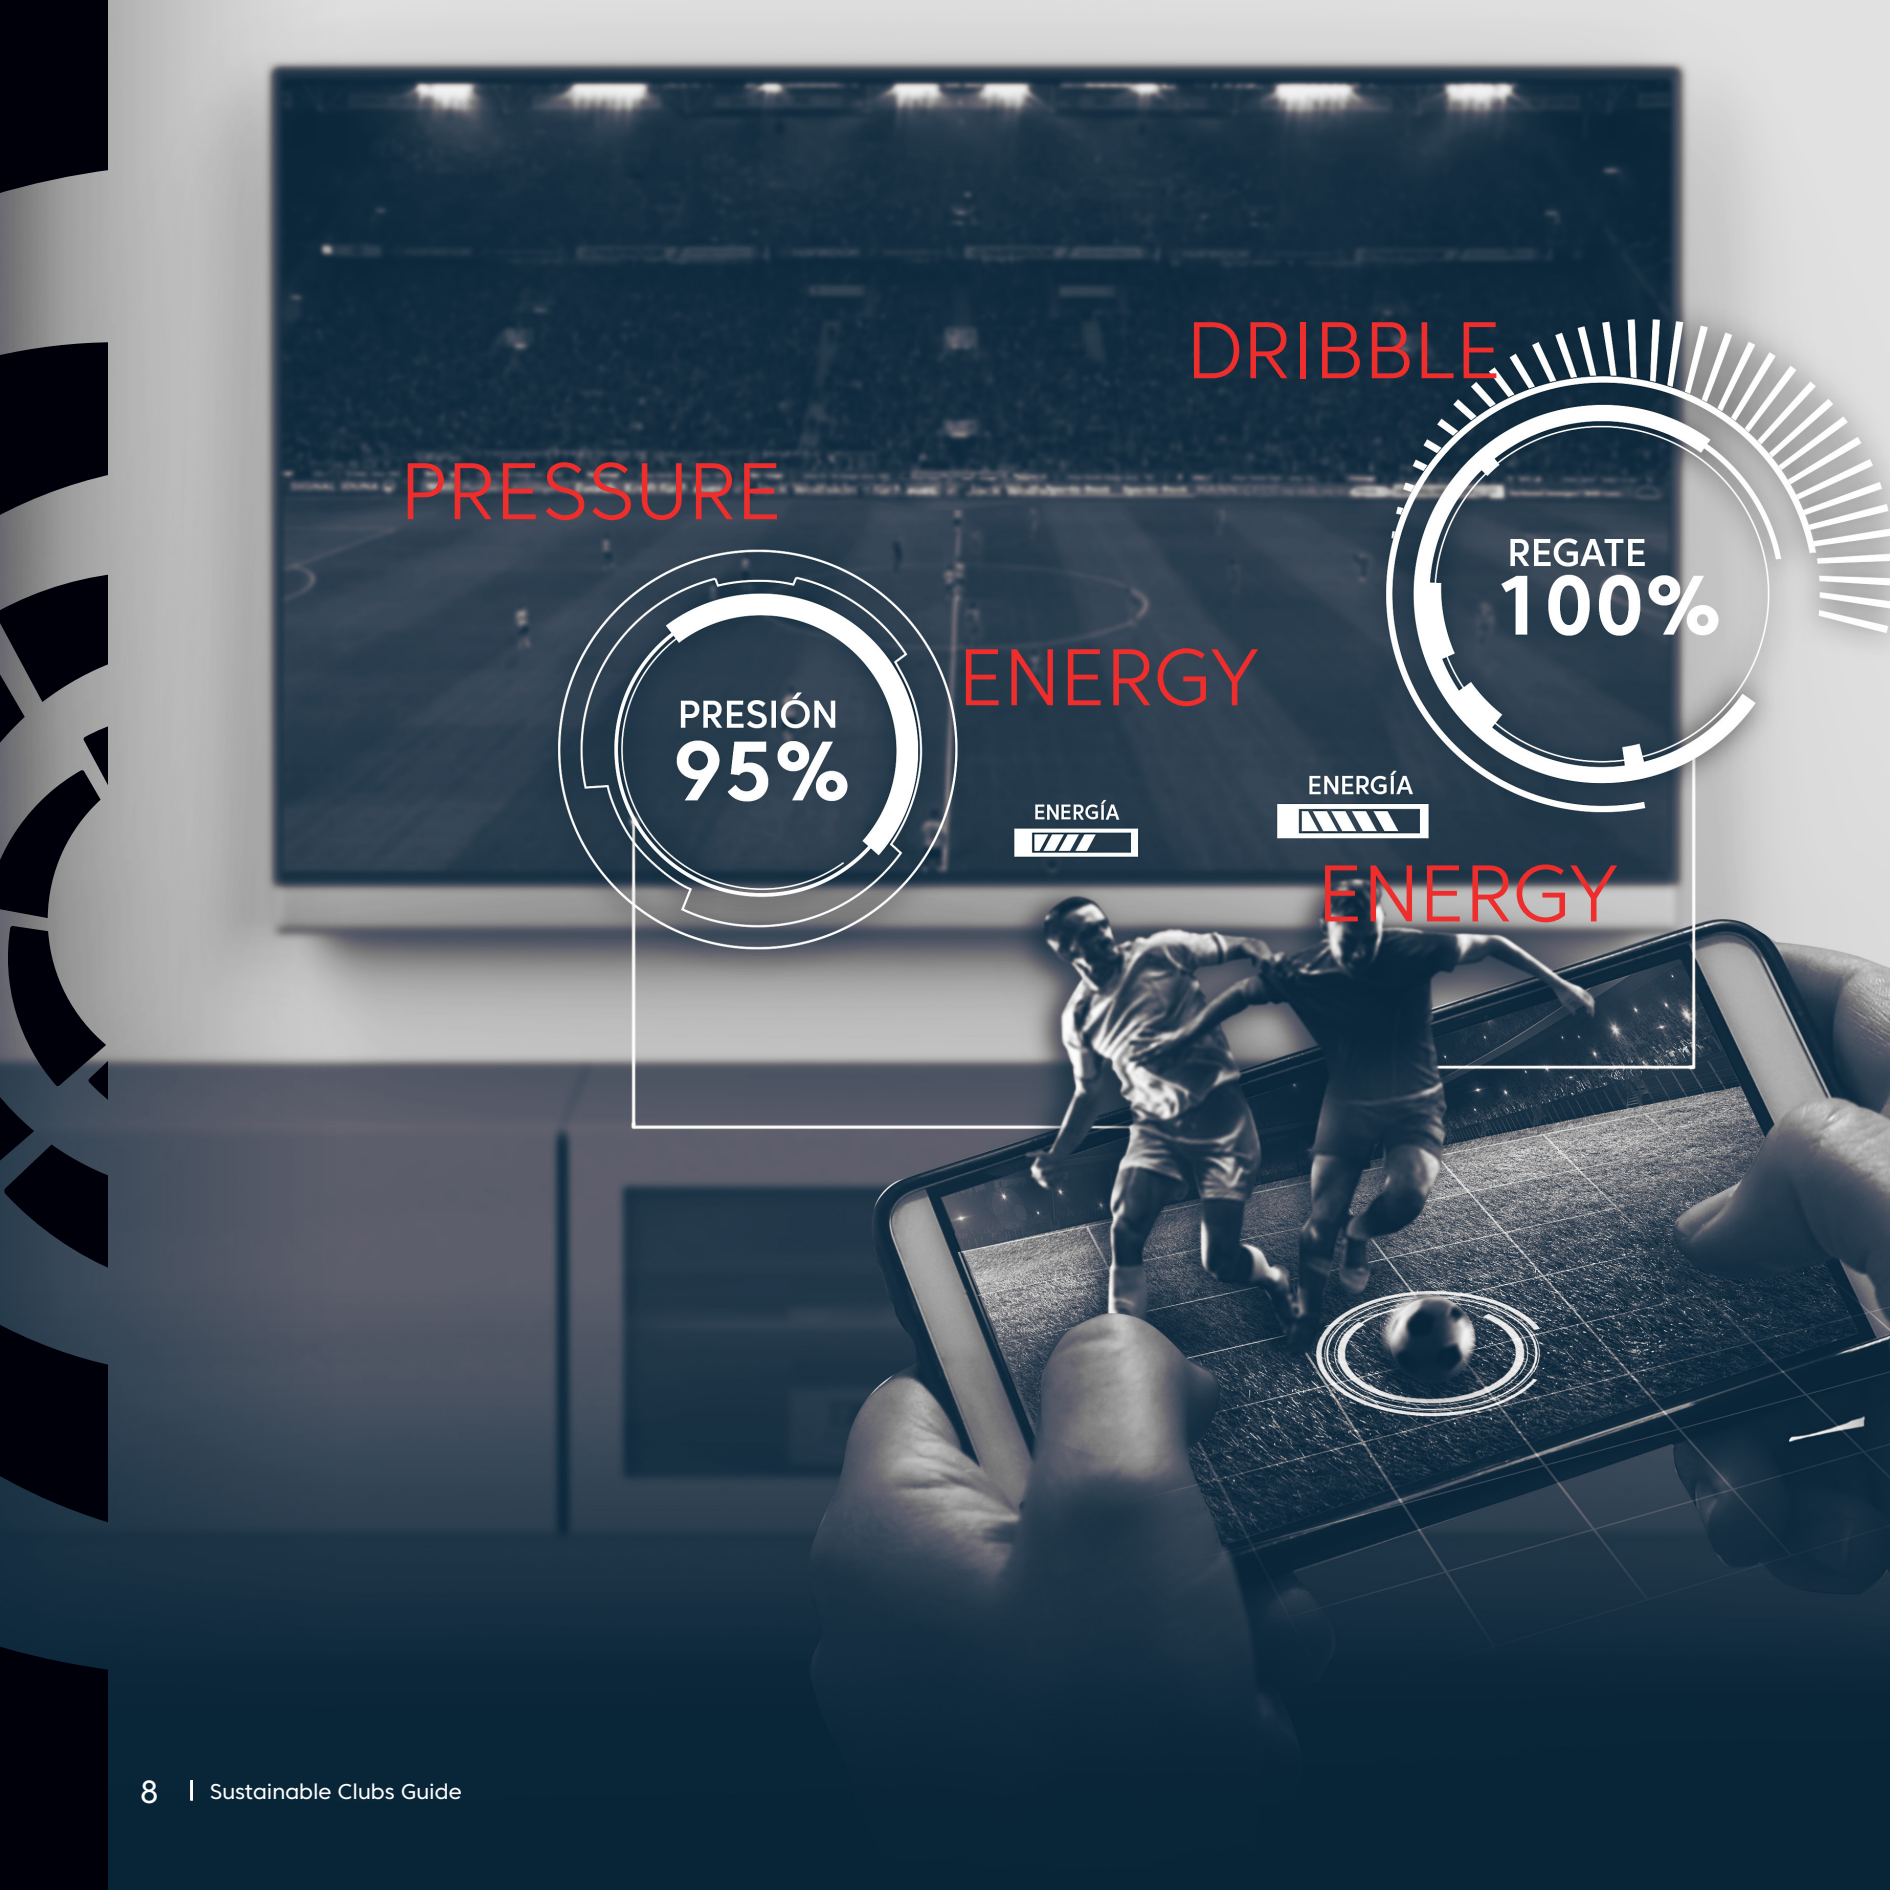 DRIBBLE
PRESSURE
REGATE
100%
ENERGY
PRESIÓN
95%
ENERGÍA
ENERGÍA
ENERGY
8 | Sustainable Clubs Guide